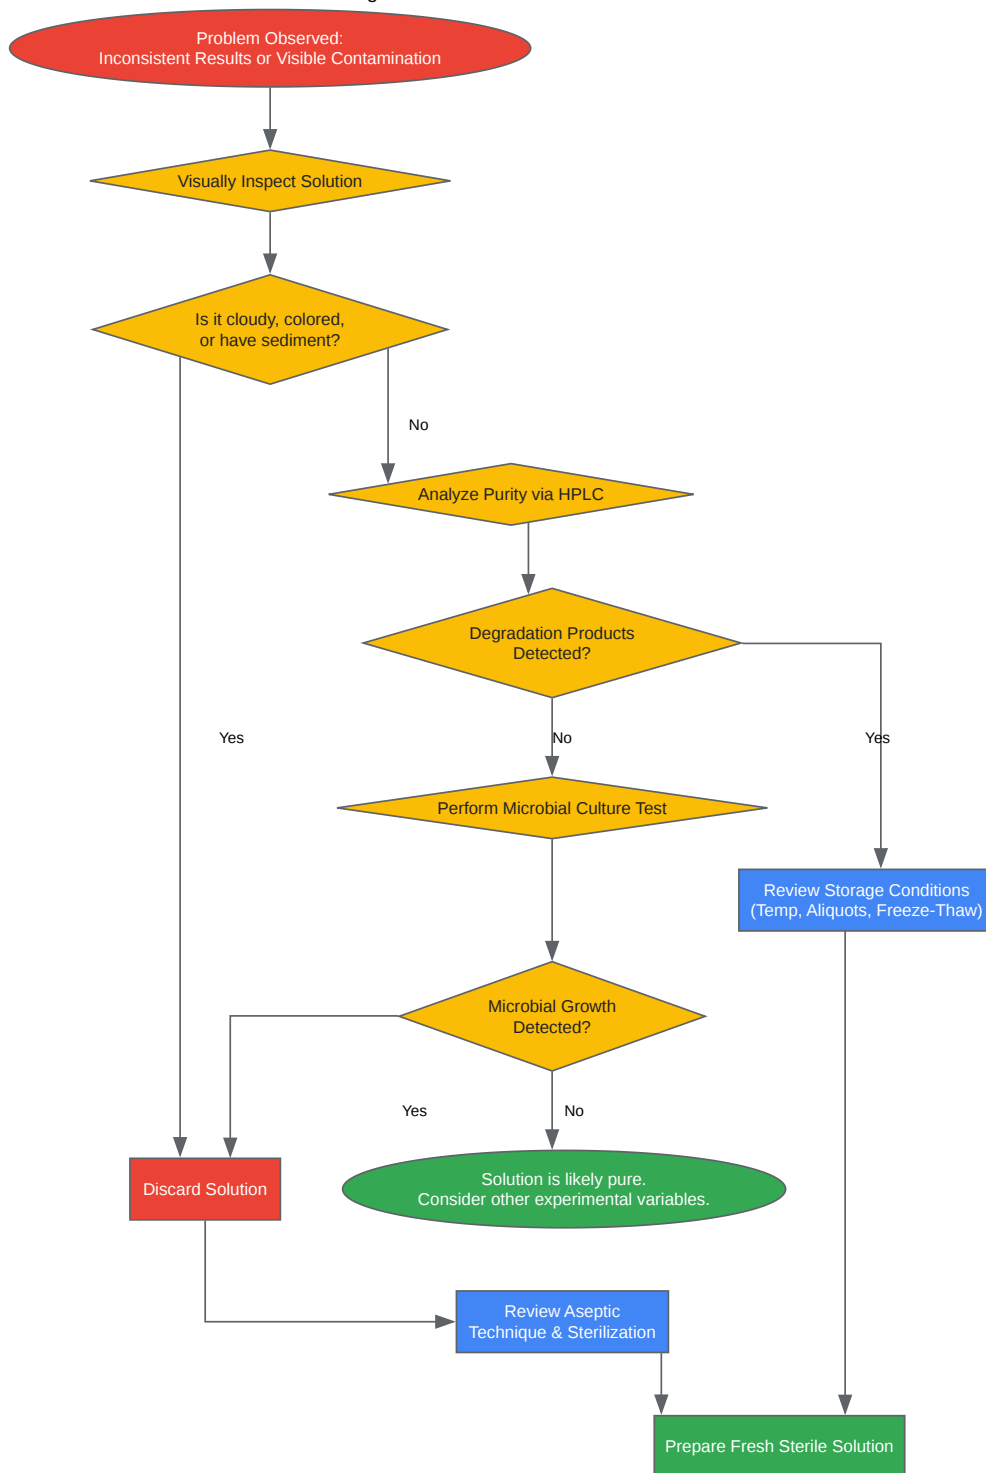 Problem Observed:
Inconsistent Results or Visible Contamination
Visually Inspect Solution
Is it cloudy, colored,
or have sediment?
No
Analyze Purity via HPLC
Degradation Products
Detected?
Yes
No
Yes
Perform Microbial Culture Test
Review Storage Conditions
(Temp, Aliquots, Freeze-Thaw)
Microbial Growth
Detected?
Yes
No
Discard Solution
Solution is likely pure.
Consider other experimental variables.
Review Aseptic
Technique & Sterilization
Prepare Fresh Sterile Solution